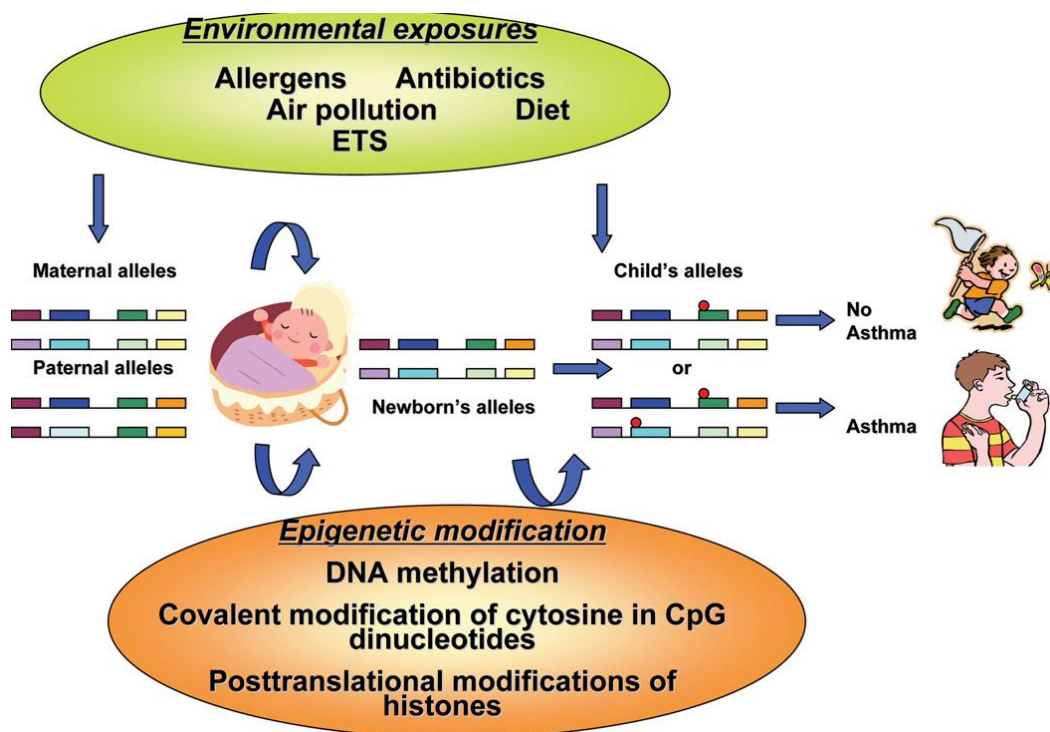 Environmental exposures
Allergens Antibiotics
Air pollution Diet
ETS
Maternal alleles
Paternal alleles
Newborn's alleles
Child's alleles
or
No
Asthma
Asthma
Epigenetic modification
DNA methylation
Covalent modification of cytosine in CpG
dinucleotides
Posttranslational modifications of
histones